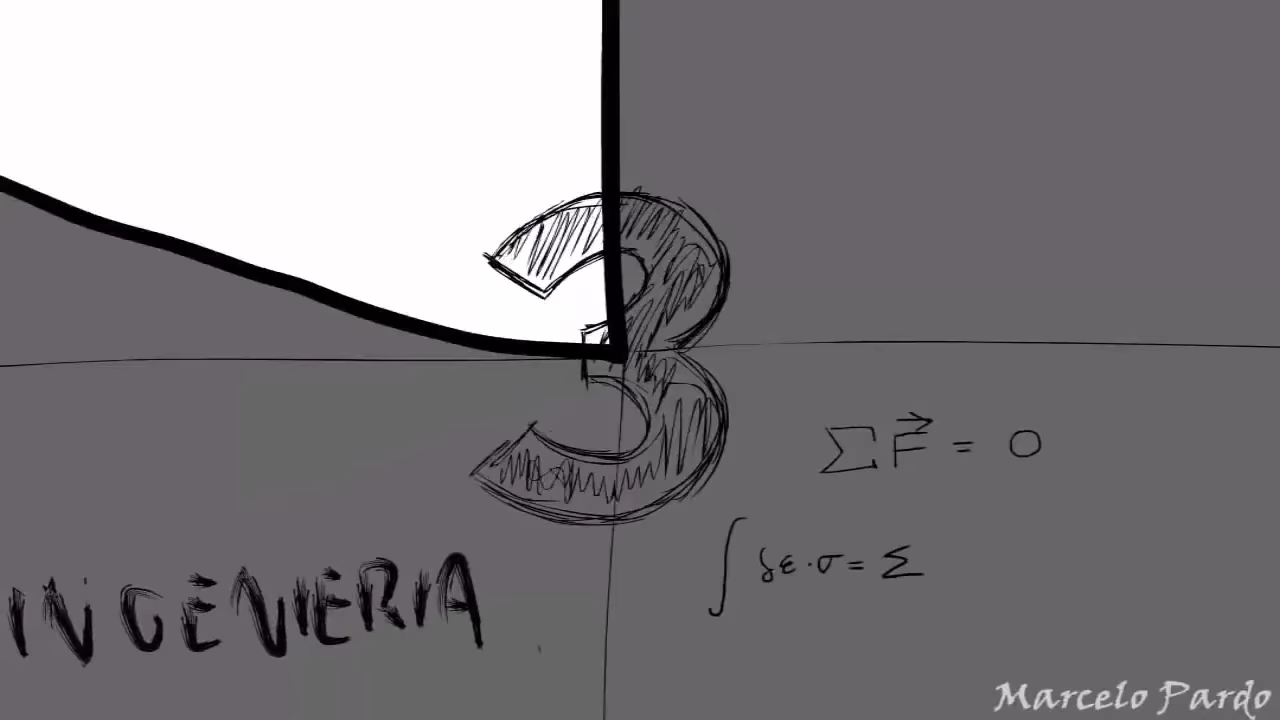 3
ΣF⃗ = 0
∫δε·σ = Σ
INGENIERIA
Marcelo Pardo